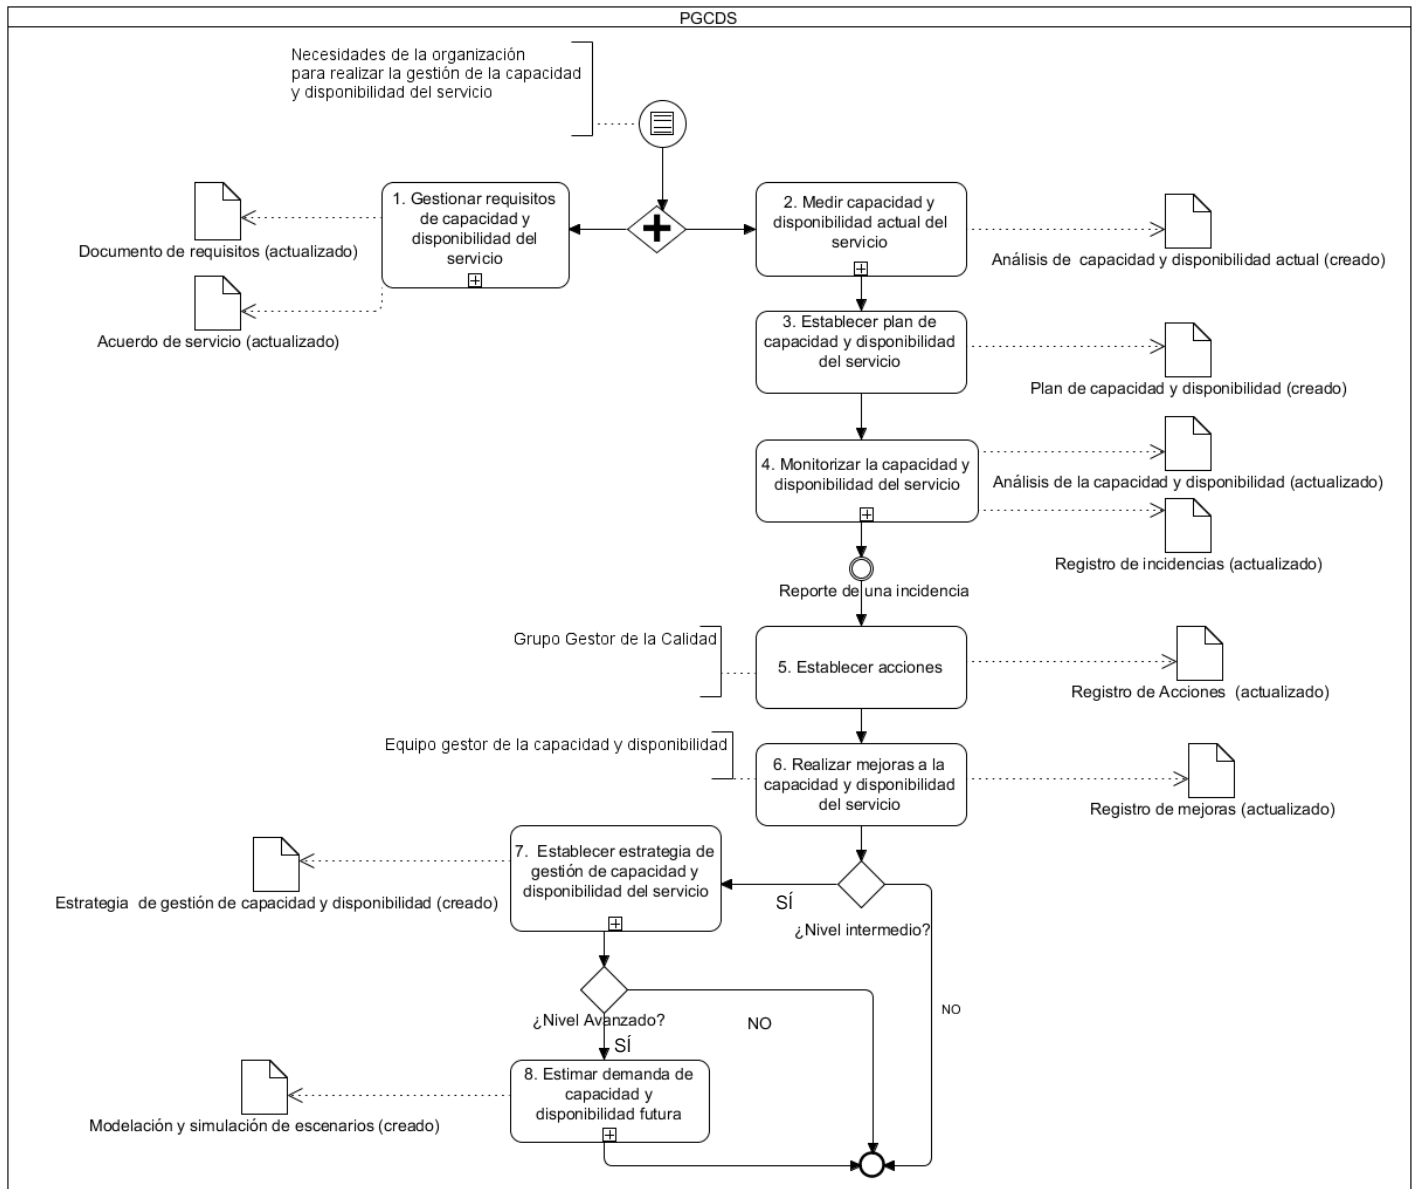 PGCDS
Necesidades de la organización
para realizar la gestión de la capacidad
y disponibilidad del servicio
1. Gestionar requisitos
de capacidad y
disponibilidad del
servicio
Documento de requisitos (actualizado)
Acuerdo de servicio (actualizado)
2. Medir capacidad y
disponibilidad actual del
servicio
Análisis de capacidad y disponibilidad actual (creado)
3. Establecer plan de
capacidad y disponibilidad
del servicio
Plan de capacidad y disponibilidad (creado)
4. Monitorizar la capacidad y
disponibilidad del servicio
Análisis de la capacidad y disponibilidad (actualizado)
Registro de incidencias (actualizado)
Reporte de una incidencia
Grupo Gestor de la Calidad
5. Establecer acciones
Registro de Acciones (actualizado)
Equipo gestor de la capacidad y disponibilidad
6. Realizar mejoras a la
capacidad y disponibilidad
del servicio
Registro de mejoras (actualizado)
7. Establecer estrategia de
gestión de capacidad y
disponibilidad del servicio
Estrategia de gestión de capacidad y disponibilidad (creado)
SÍ
¿Nivel intermedio?
NO
¿Nivel Avanzado?
NO
SÍ
8. Estimar demanda de
capacidad y
disponibilidad futura
Modelación y simulación de escenarios (creado)